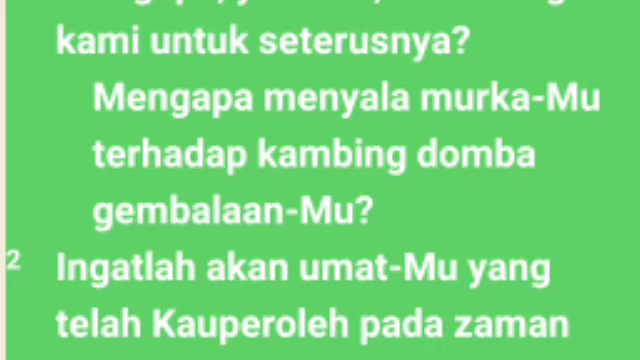 kami untuk seterusnya?
Mengapa menyala murka-Mu
terhadap kambing domba
gembalaan-Mu?
2 Ingatlah akan umat-Mu yang
telah Kauperoleh pada zaman